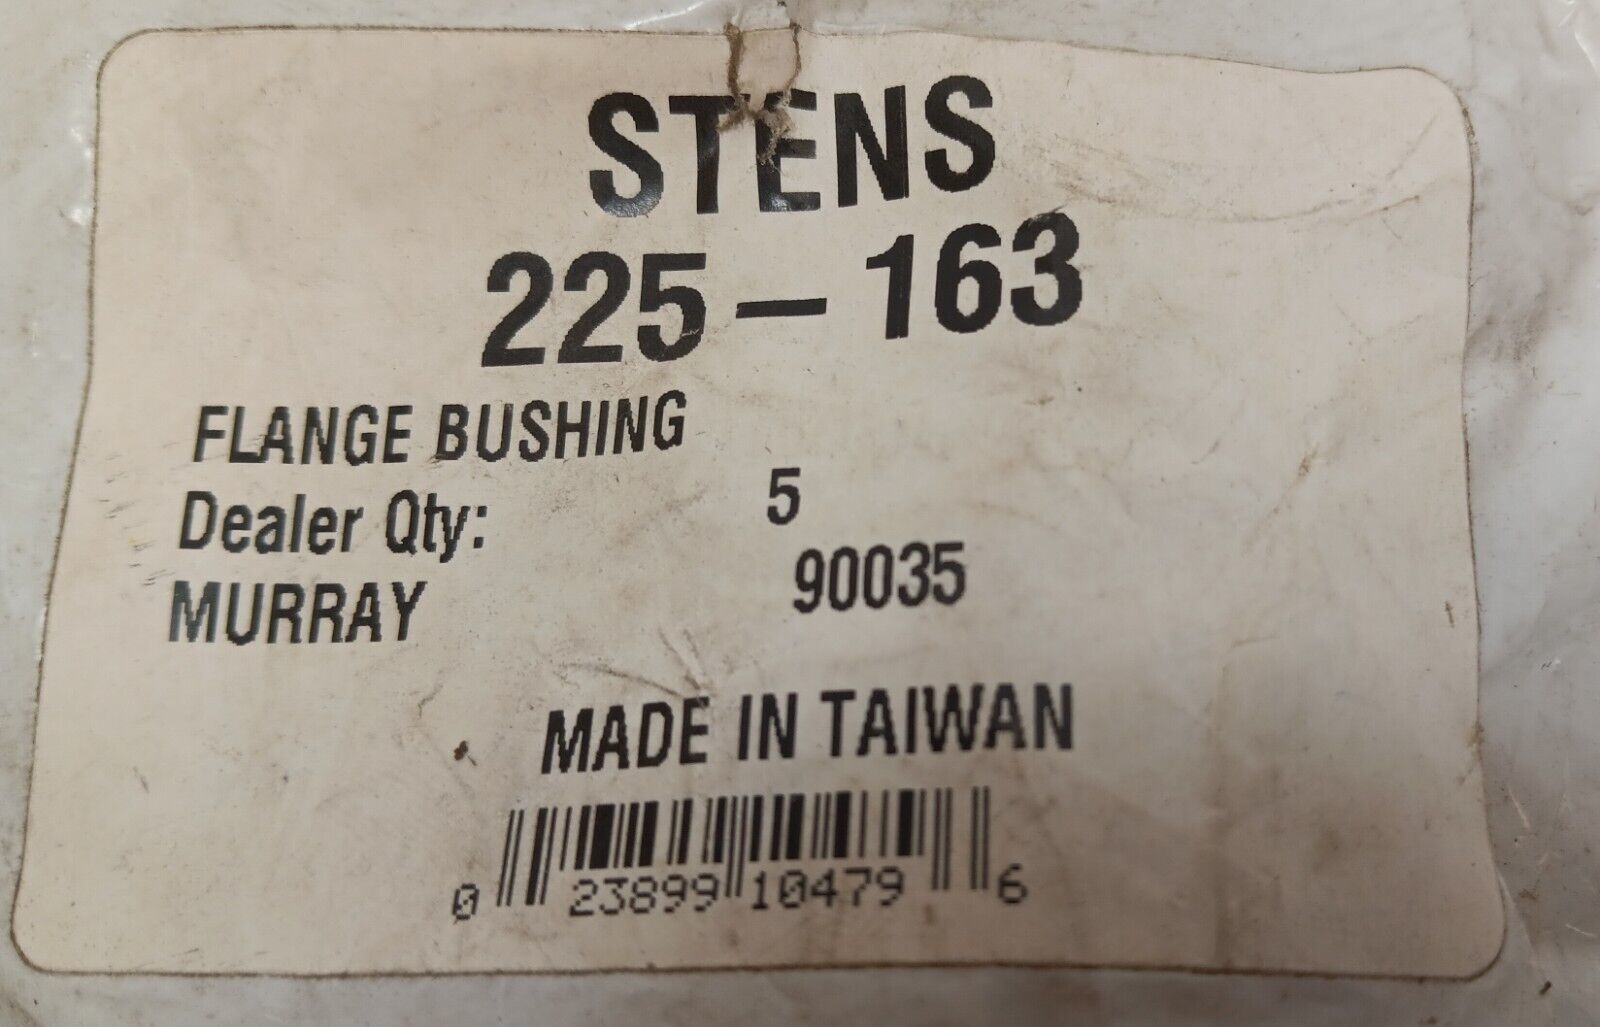 STENS
225-163
FLANGE BUSHING
Dealer Qty: 5
MURRAY 90035
MADE IN TAIWAN
0 23899 10479 6